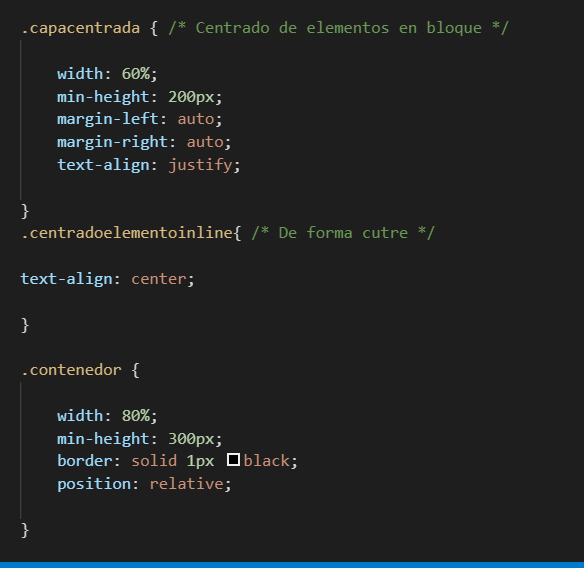 .capacentrada { /* Centrado de elementos en bloque */
width: 60%;
min-height: 200px;
margin-left: auto;
margin-right: auto;
text-align: justify;
}
.centradoelementoinline{ /* De forma cutre */
text-align: center;
}
.contenedor {
width: 80%;
min-height: 300px;
border: solid 1px black;
position: relative;
}